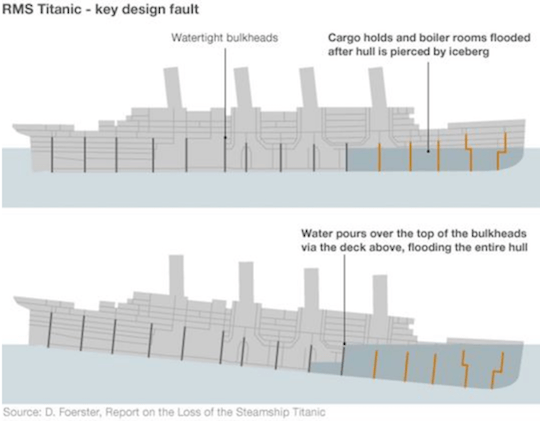 RMS Titanic - key design fault
Watertight bulkheads
Cargo holds and boiler rooms flooded
after hull is pierced by iceberg
Water pours over the top of the bulkheads
via the deck above, flooding the entire hull
Source: D. Foerster, Report on the Loss of the Steamship Titanic